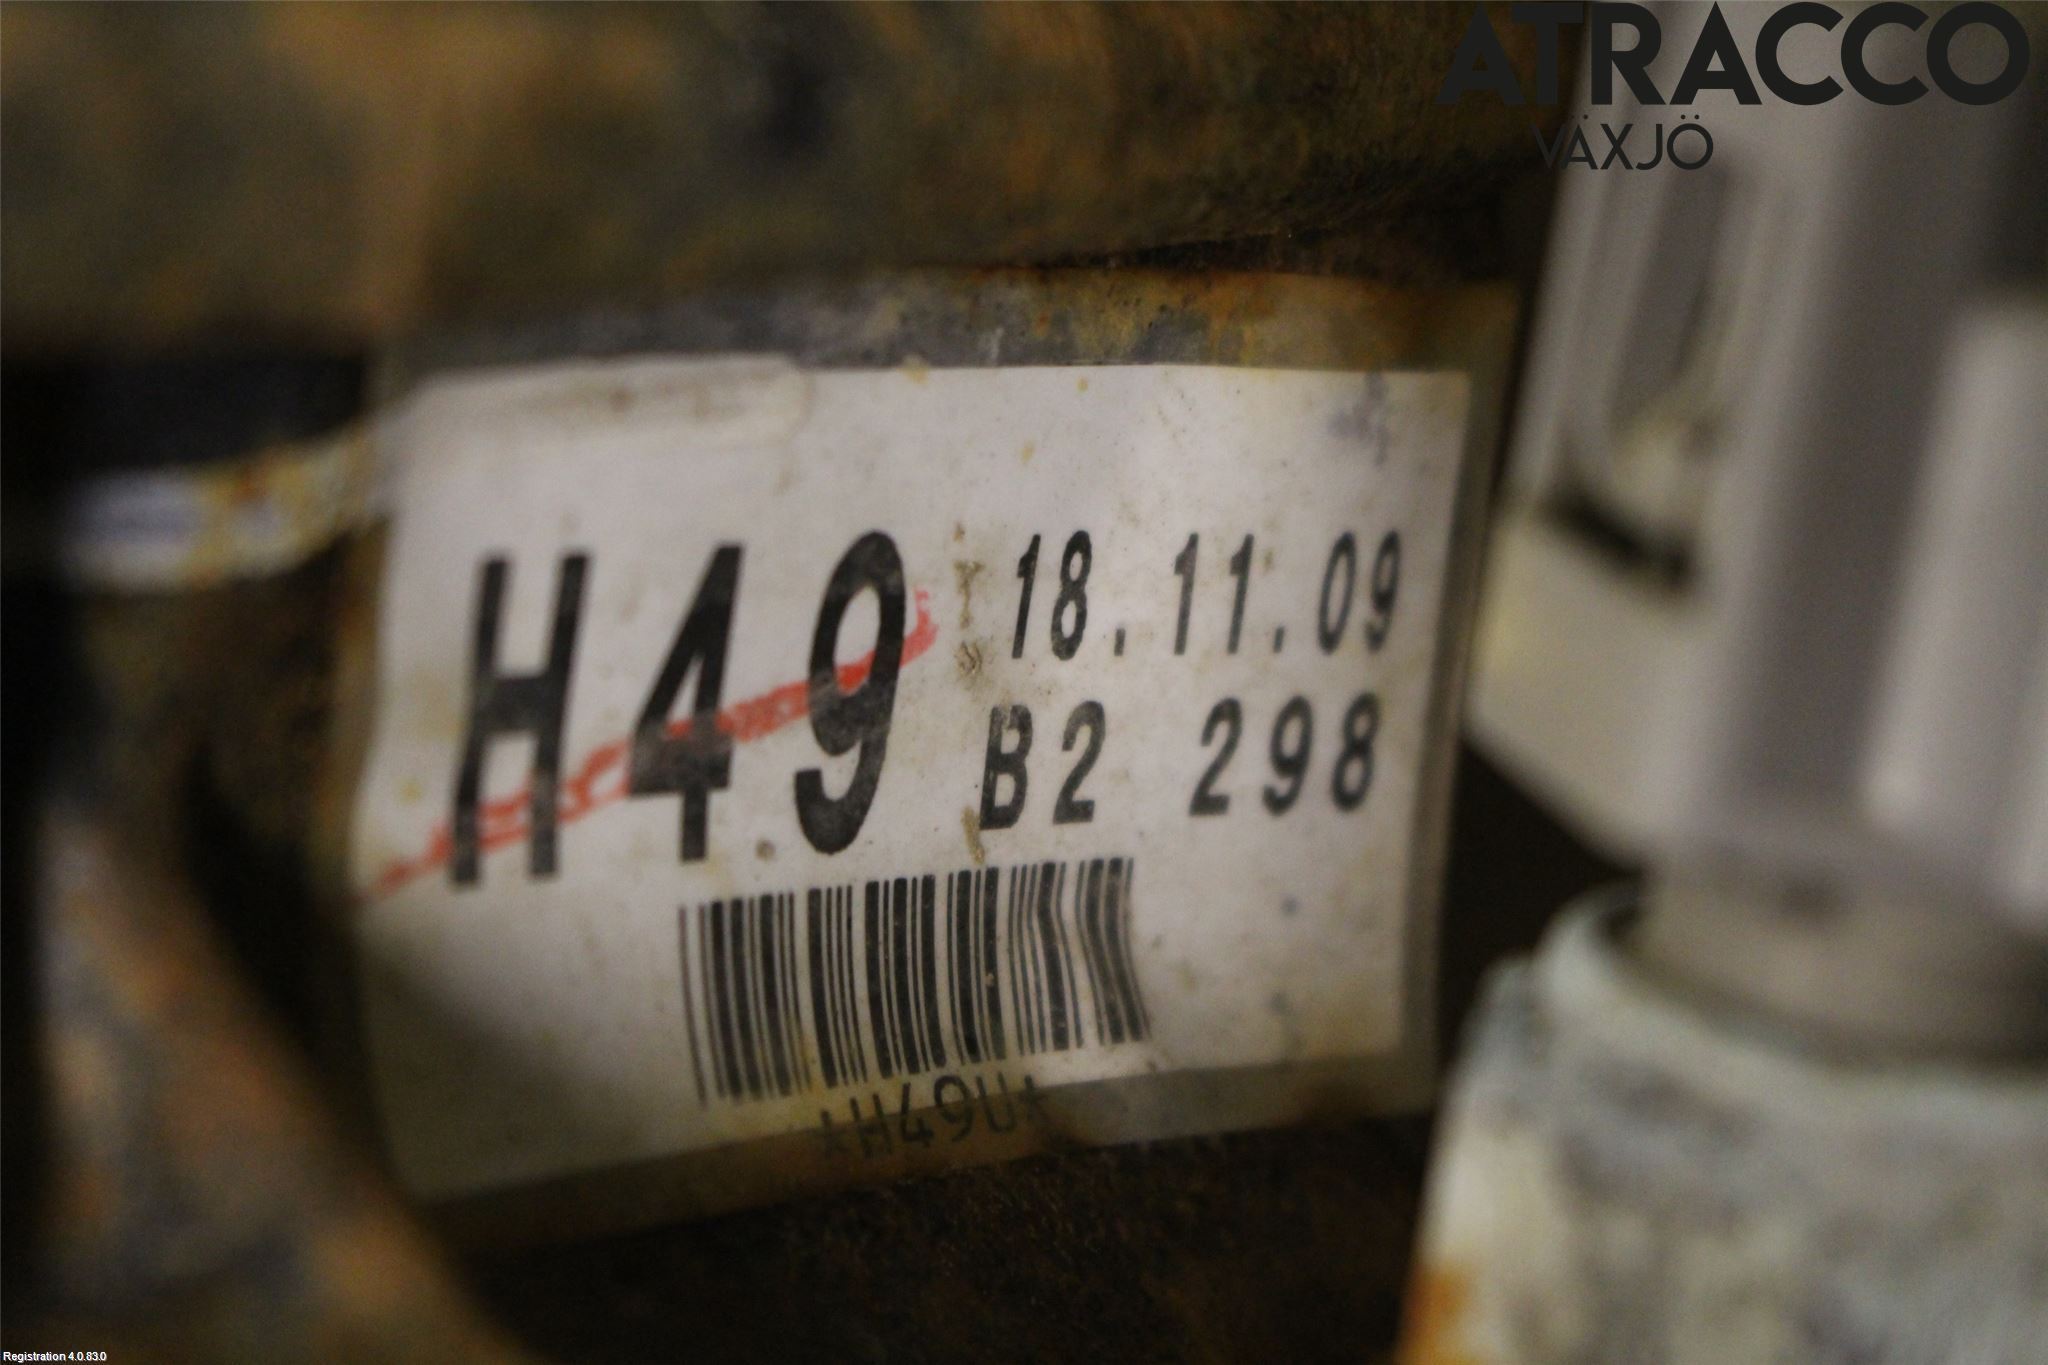 ATRACCO
VÄXJÖ
H49
18.11.09
B2 298
*H49U*
Registration 4.0.83.0